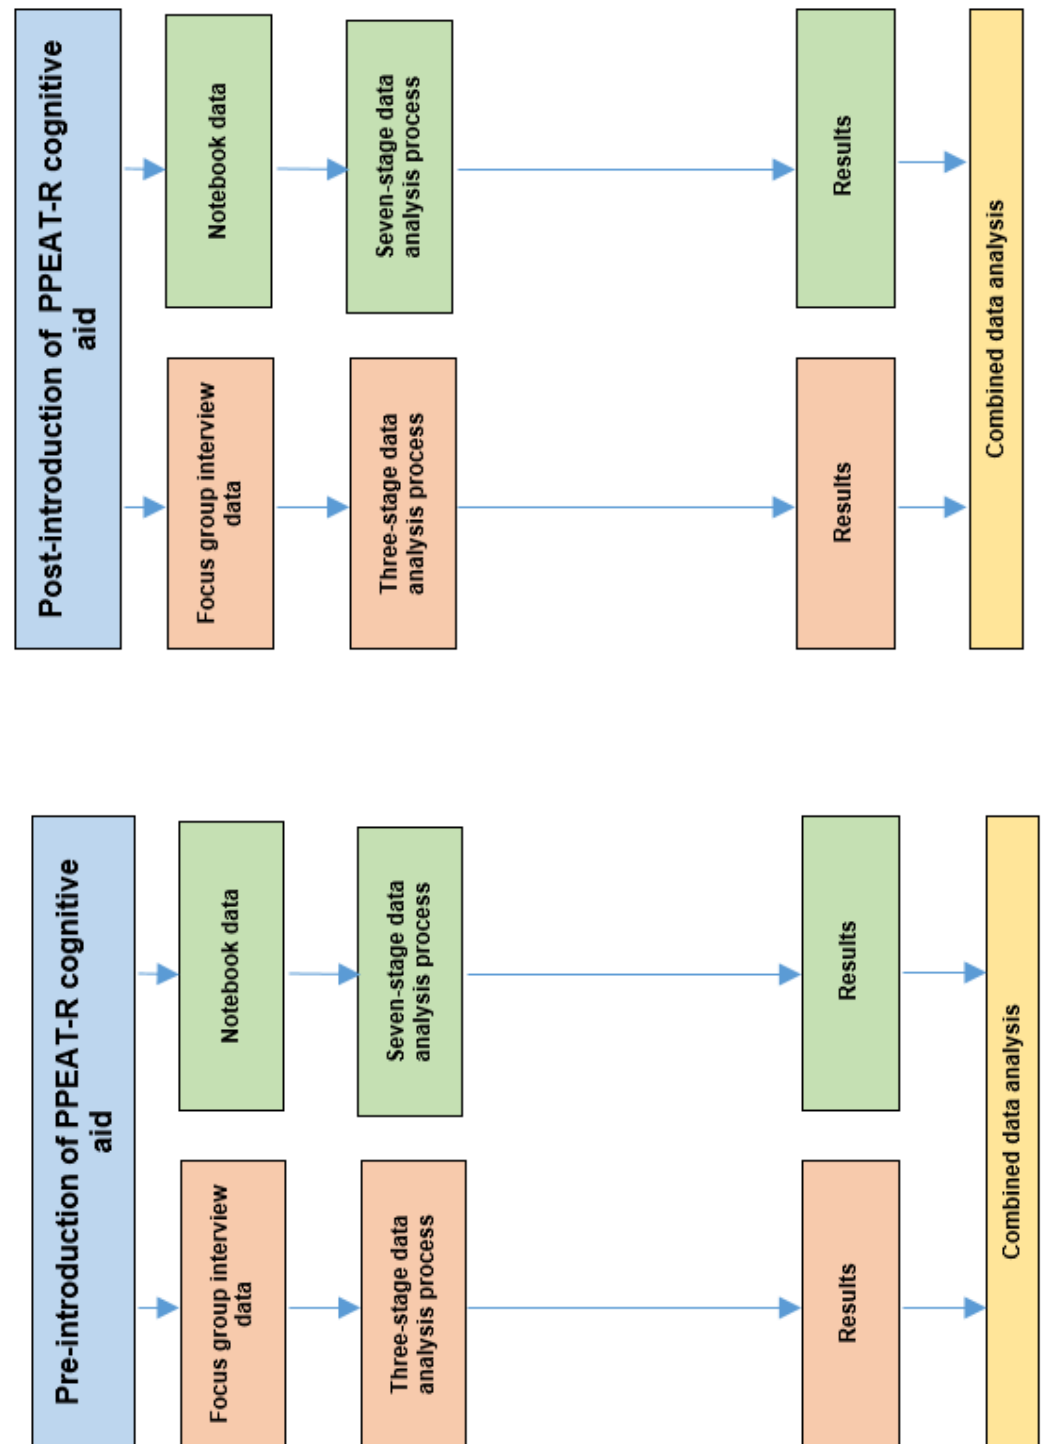 Pre-introduction of PPEAT-R cognitive
aid
Focus group interview
data
Notebook data
Three-stage data
analysis process
Seven-stage data
analysis process
Results
Results
Combined data analysis
Post-introduction of PPEAT-R cognitive
aid
Focus group interview
data
Notebook data
Three-stage data
analysis process
Seven-stage data
analysis process
Results
Results
Combined data analysis